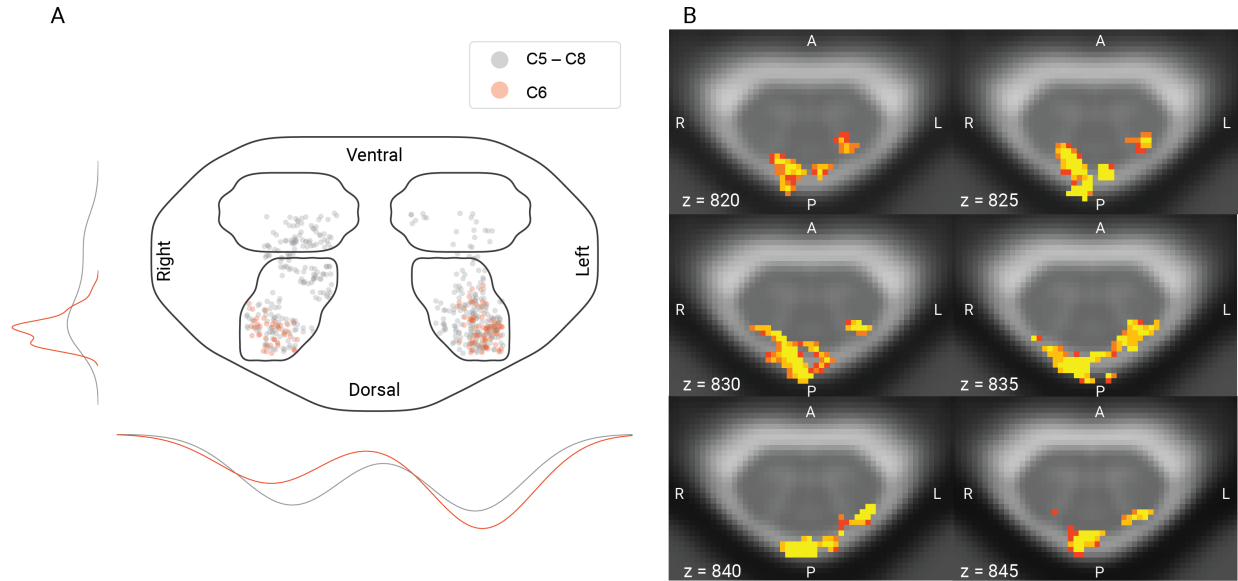 A
C5 – C8
C6
Ventral
Right
Left
Dorsal
B
A
A
R
L
R
L
z = 820
P
z = 825
P
A
A
R
L
R
L
z = 830
P
z = 835
P
A
A
R
L
R
L
z = 840
P
z = 845
P